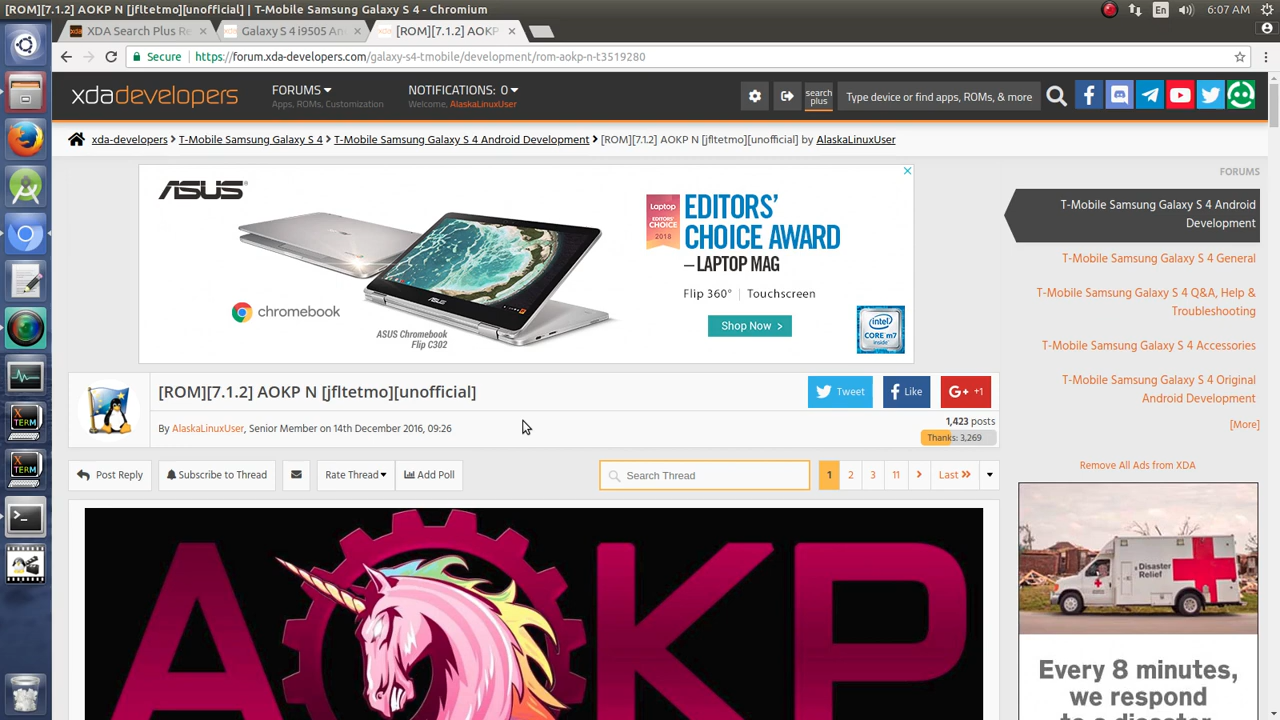 [ROM][7.1.2] AOKP N [jfltetmo][unofficial] | T-Mobile Samsung Galaxy S 4 - Chromium
En
6:07 AM
XDA Search Plus Re
Galaxy S 4 i9505 An
[ROM][7.1.2] AOKP
Secure
https://forum.xda-developers.com/galaxy-s4-tmobile/development/rom-aokp-n-t3519280
xdadevelopers
FORUMS
Apps, ROMs, Customization
NOTIFICATIONS: 0
Welcome, AlaskaLinuxUser
search
plus
Type device or find apps, ROMs, & more
xda-developers
T-Mobile Samsung Galaxy S 4
T-Mobile Samsung Galaxy S 4 Android Development
[ROM][7.1.2] AOKP N [jfltetmo][unofficial] by AlaskaLinuxUser
ASUS
chromebook
ASUS Chromebook
Flip C302
Laptop
EDITORS'
CHOICE
2016
EDITORS'
CHOICE AWARD
– LAPTOP MAG
Flip 360° | Touchscreen
Shop Now >
intel
CORE m7
inside
FORUMS
T-Mobile Samsung Galaxy S 4 Android
Development
T-Mobile Samsung Galaxy S 4 General
T-Mobile Samsung Galaxy S 4 Q&A, Help &
Troubleshooting
T-Mobile Samsung Galaxy S 4 Accessories
T-Mobile Samsung Galaxy S 4 Original
Android Development
[More]
Remove All Ads from XDA
[ROM][7.1.2] AOKP N [jfltetmo][unofficial]
By AlaskaLinuxUser, Senior Member on 14th December 2016, 09:26
Tweet
Like
G+ +1
1,423 posts
Thanks: 3,269
Post Reply
Subscribe to Thread
Rate Thread
Add Poll
Search Thread
1
2
3
11
Last
AOKP
X
TERM
X
TERM
Disaster
Relief
Every 8 minutes,
we respond
to a disaster